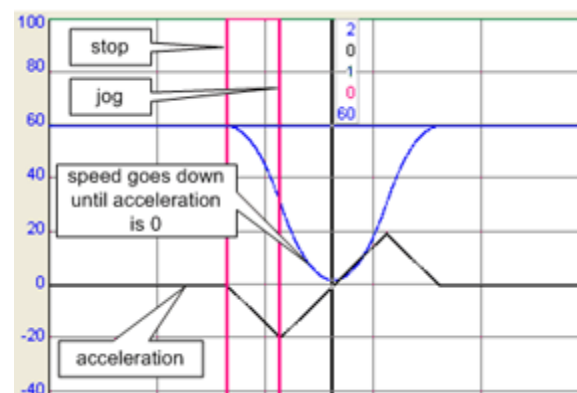 100
80
60
40
20
0
-20
-40
stop
jog
speed goes down
until acceleration
is 0
acceleration
2
0
1
0
60